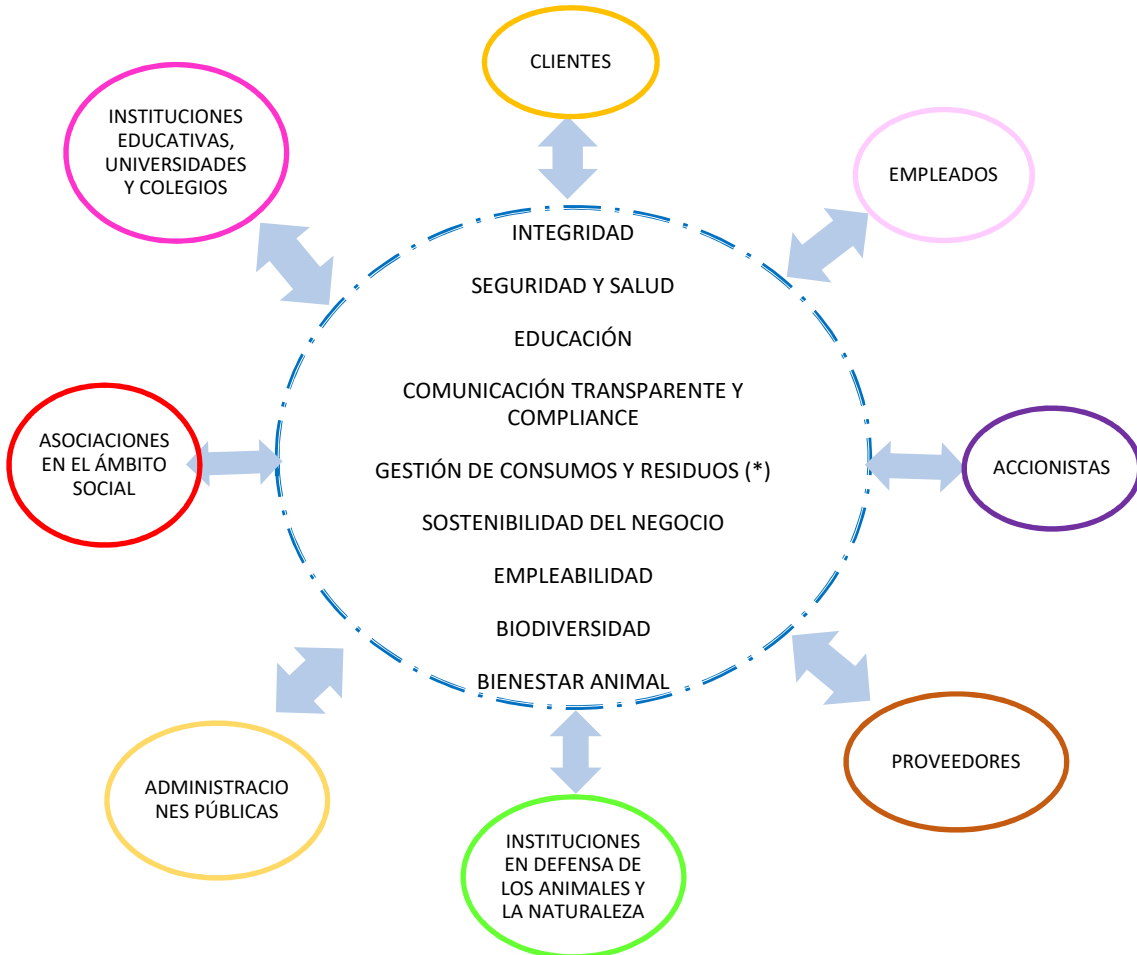 CLIENTES
INSTITUCIONES
EDUCATIVAS,
UNIVERSIDADES
Y COLEGIOS
EMPLEADOS
INTEGRIDAD
SEGURIDAD Y SALUD
EDUCACIÓN
COMUNICACIÓN TRANSPARENTE Y
COMPLIANCE
GESTIÓN DE CONSUMOS Y RESIDUOS (*)
SOSTENIBILIDAD DEL NEGOCIO
EMPLEABILIDAD
BIODIVERSIDAD
BIENESTAR ANIMAL
ASOCIACIONES
EN EL ÁMBITO
SOCIAL
ACCIONISTAS
ADMINISTRACIO
NES PÚBLICAS
PROVEEDORES
INSTITUCIONES
EN DEFENSA DE
LOS ANIMALES Y
LA NATURALEZA